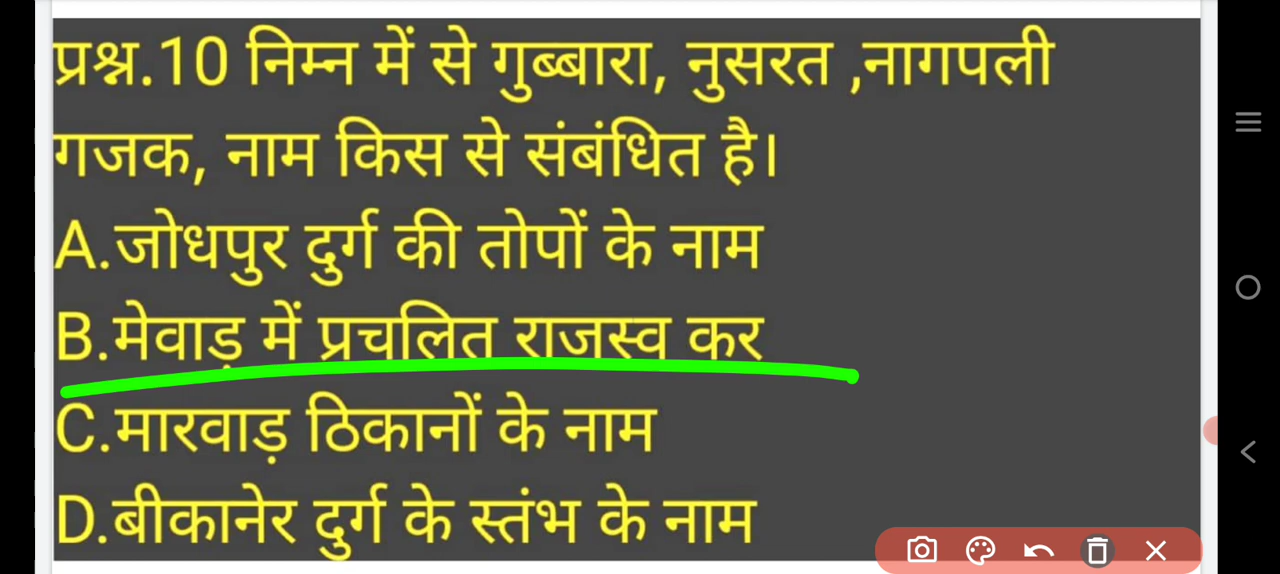 प्रश्न.10 निम्न में से गुब्बारा, नुसरत ,नागपली
गजक, नाम किस से संबंधित है।
A.जोधपुर दुर्ग की तोपों के नाम
B.मेवाड़ में प्रचलित राजस्व कर
C.मारवाड़ ठिकानों के नाम
D.बीकानेर दुर्ग के स्तंभ के नाम